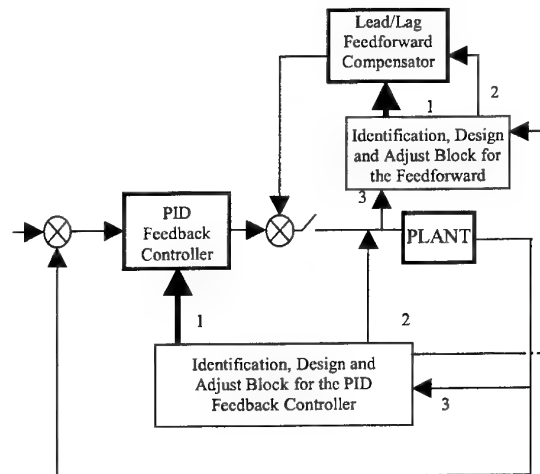 Lead/Lag
Feedforward
Compensator
1
2
Identification, Design
and Adjust Block for
the Feedforward
3
PID
Feedback
Controller
PLANT
1
2
Identification, Design and
Adjust Block for the PID
Feedback Controller
3